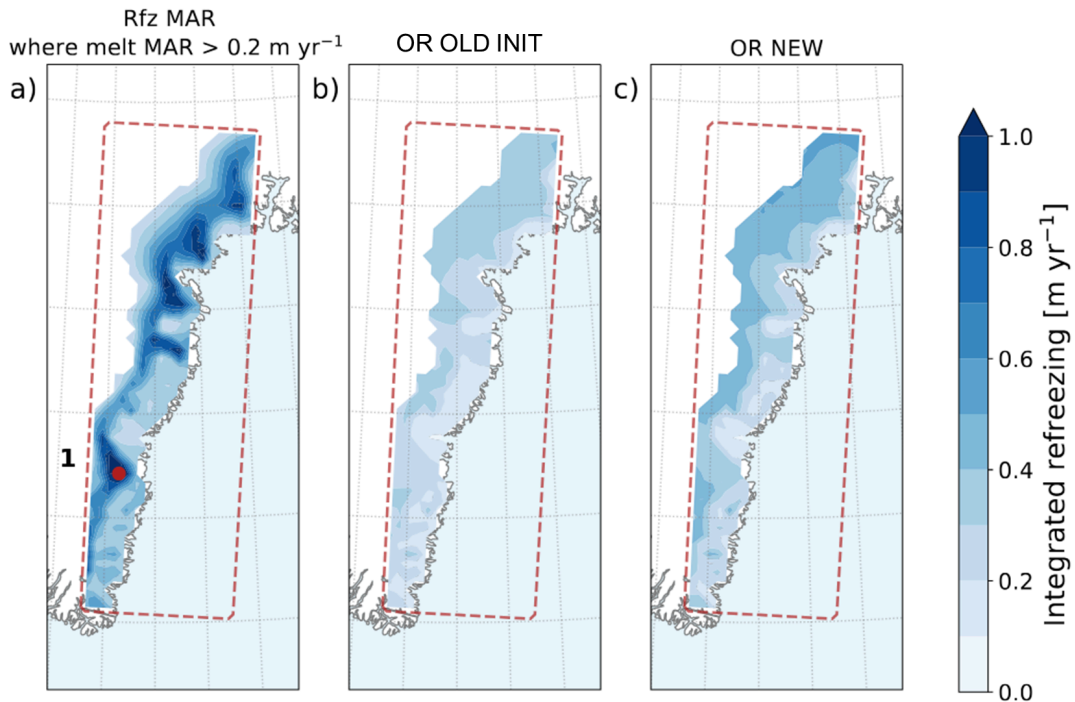 Rfz MAR
where melt MAR > 0.2 m yr⁻¹
OR OLD INIT
OR NEW
a)
b)
c)
1
1.0
0.8
0.6
0.4
0.2
0.0
Integrated refreezing [m yr⁻¹]